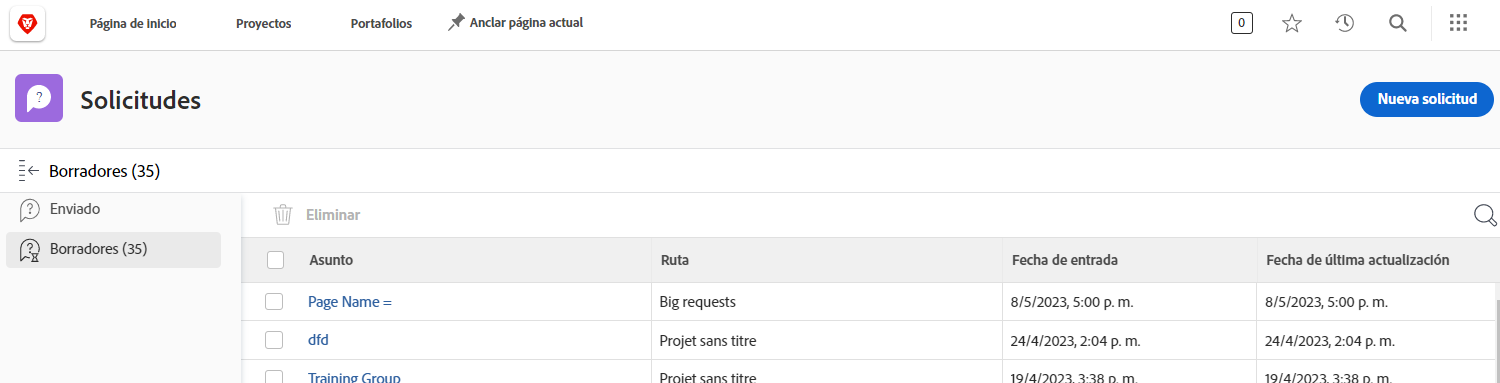 Página de inicio Proyectos Portafolios Anclar página actual 0
Solicitudes Nueva solicitud
Borradores (35)
Enviado
Borradores (35)
Eliminar
Asunto Ruta Fecha de entrada Fecha de última actualización
Page Name = Big requests 8/5/2023, 5:00 p. m. 8/5/2023, 5:00 p. m.
dfd Projet sans titre 24/4/2023, 2:04 p. m. 24/4/2023, 2:04 p. m.
Training Group Projet sans titre 19/4/2023, 3:38 p. m. 19/4/2023, 3:38 p. m.